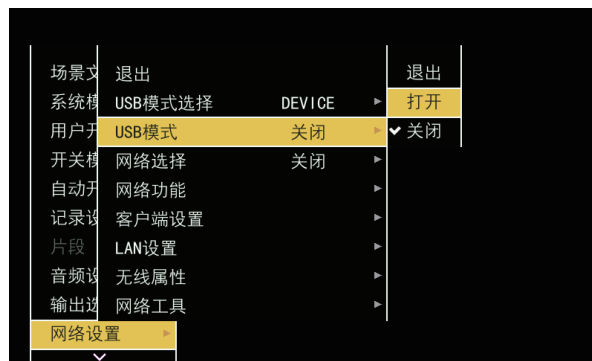 场景文
系统模
用户开
开关模
自动开
记录设
片段
音频设
输出选
网络设置
退出
USB模式选择 DEVICE
USB模式 关闭
网络选择 关闭
网络功能
客户端设置
LAN设置
无线属性
网络工具
退出
打开
关闭